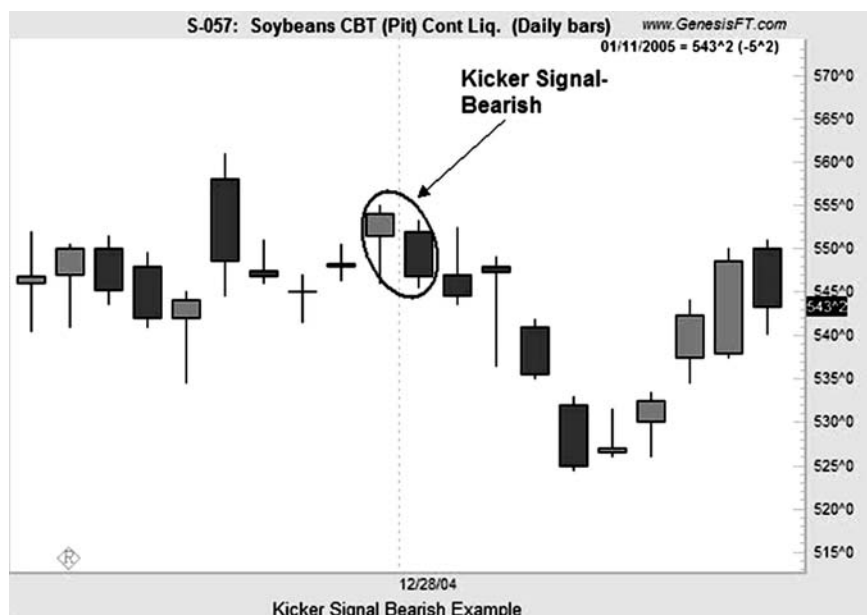 S-057: Soybeans CBT (Pit) Cont Liq. (Daily bars) www.GenesisFT.com
01/11/2005 = 543^2 (-5^2)
Kicker Signal-
Bearish
570^0
565^0
560^0
555^0
550^0
545^0
543^2
540^0
535^0
530^0
525^0
520^0
515^0
R
12/28/04
Kicker Signal Bearish Example